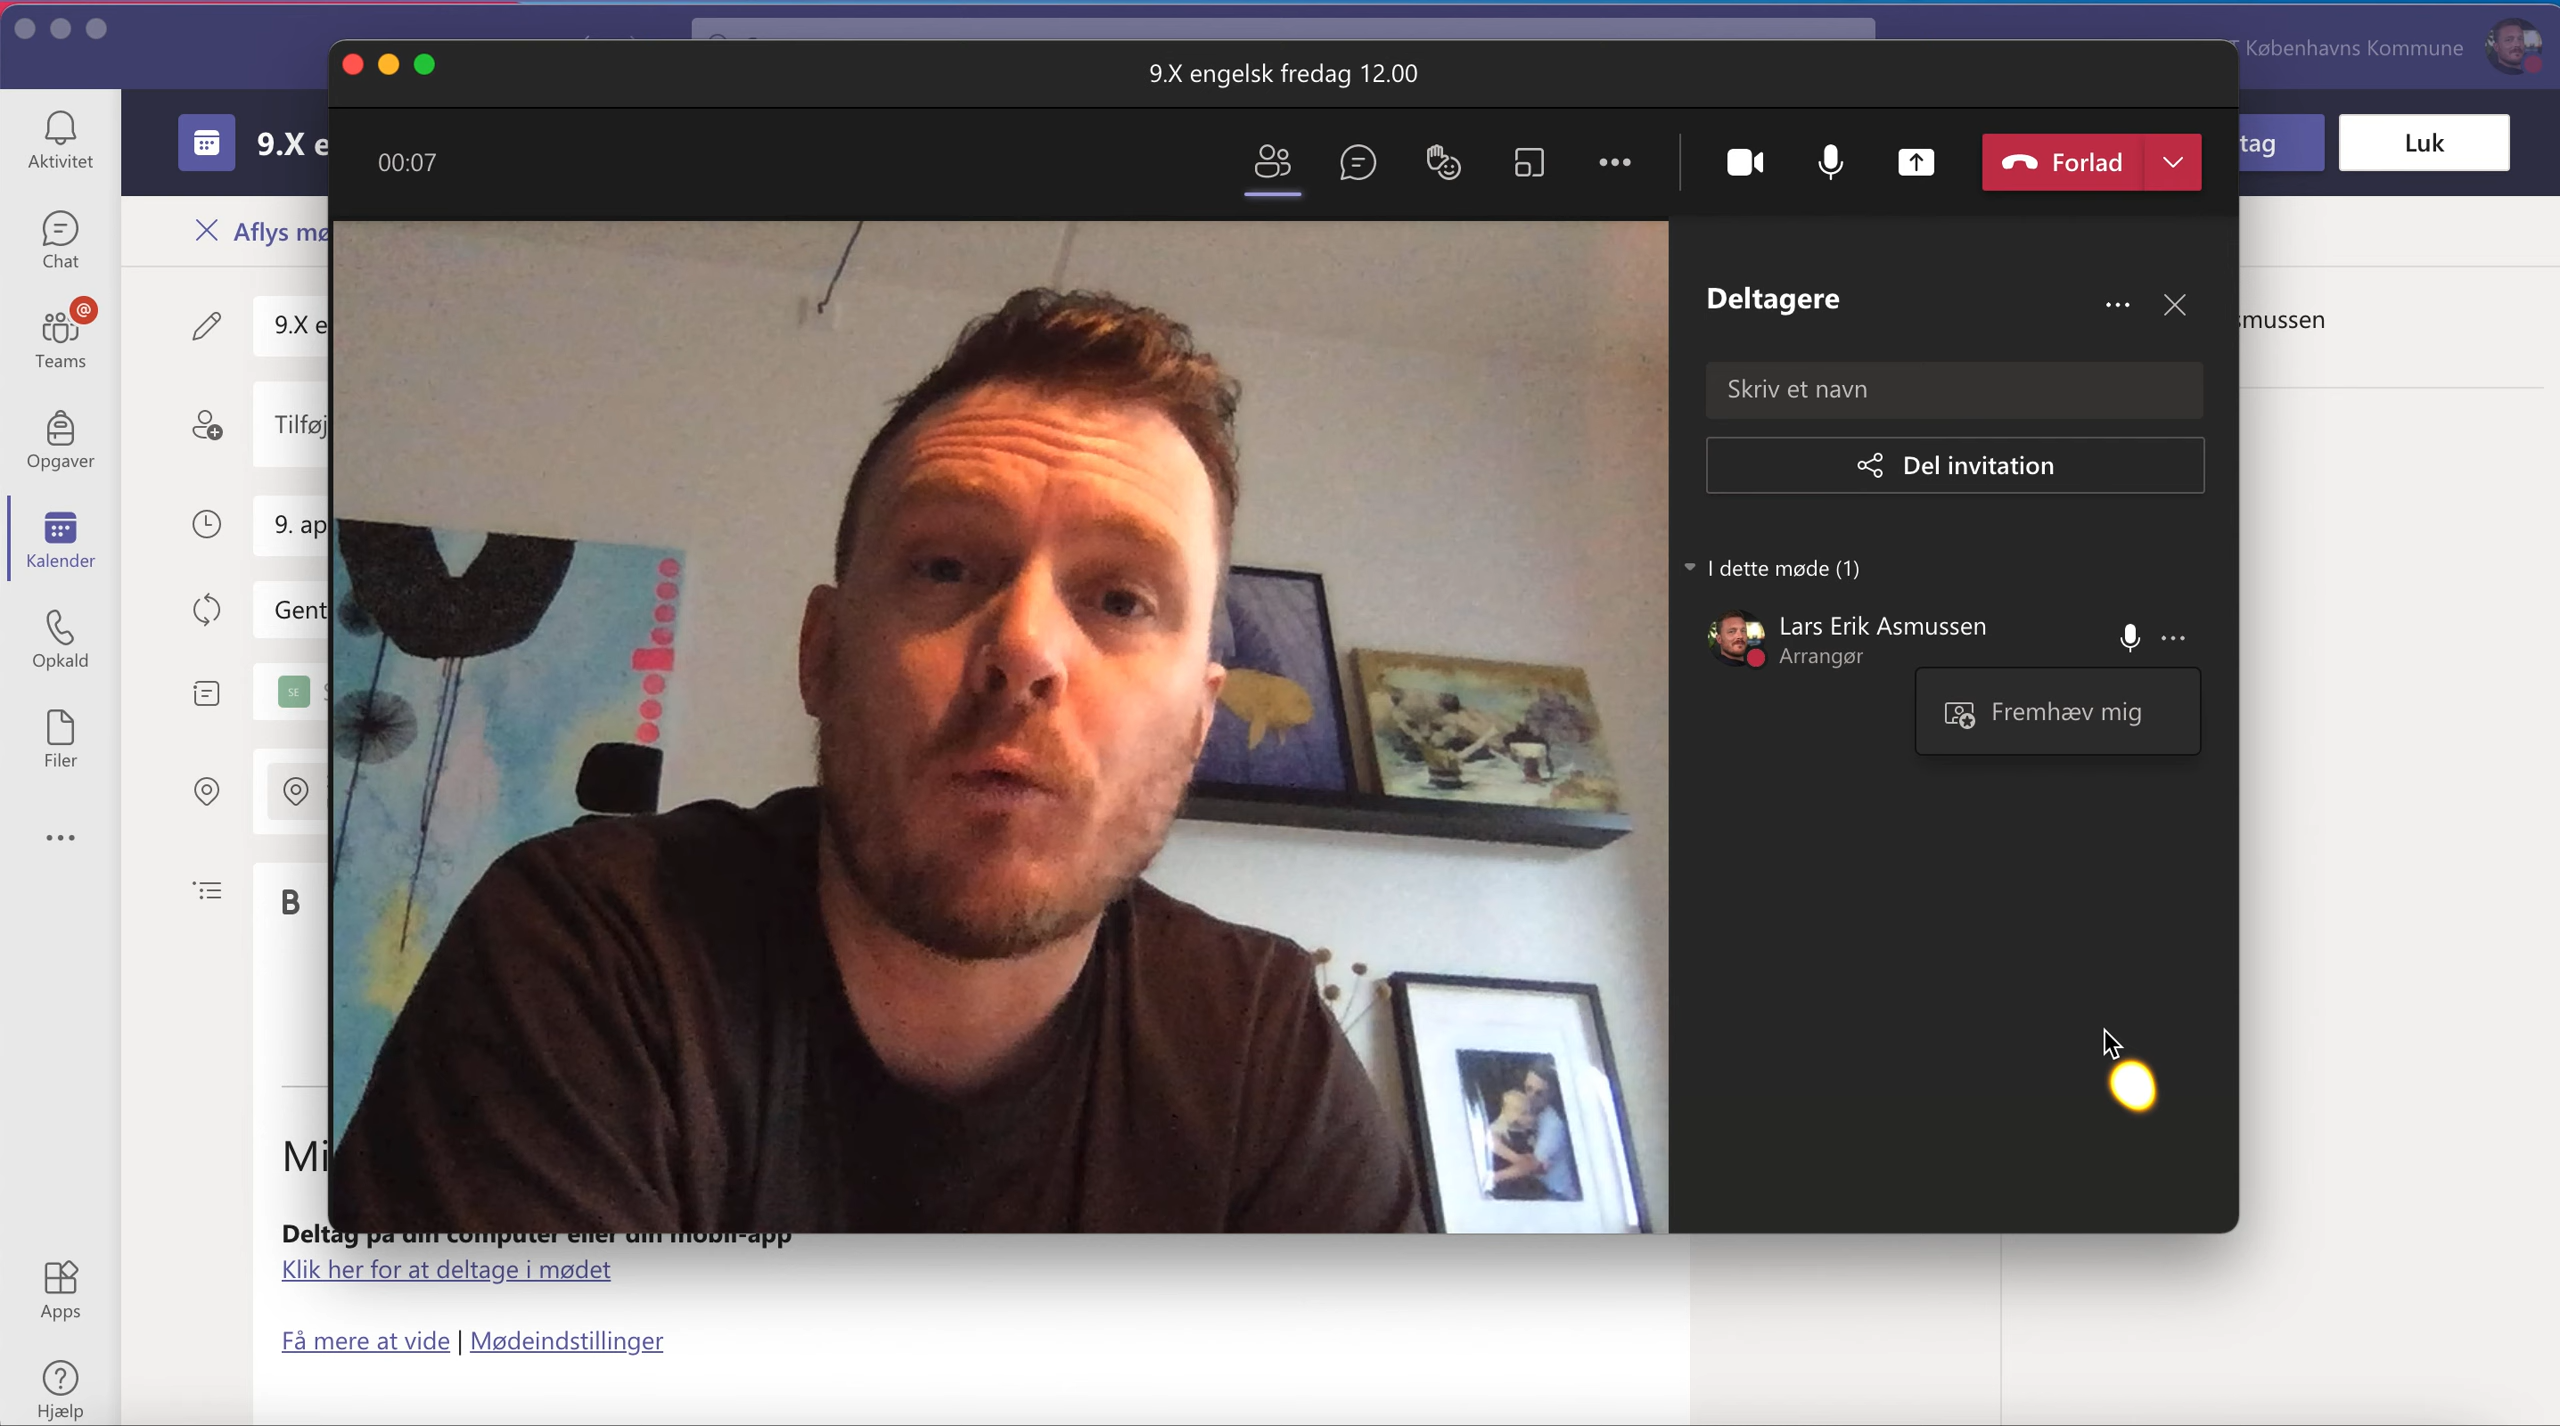 Københavns Kommune
9.X engelsk fredag 12.00
00:07
Forlad
9.X e
tag
Luk
Aflys mø
Aktivitet
Chat
@
Teams
Opgaver
Kalender
Opkald
Filer
Apps
Hjælp
9.X e
Tilføj
9. ap
Gent
SE
B
Mi
Deltag på din computer eller din mobil-app
Klik her for at deltage i mødet
Få mere at vide | Mødeindstillinger
Deltagere
Skriv et navn
Del invitation
I dette møde (1)
Lars Erik Asmussen
Arrangør
Fremhæv mig
smussen